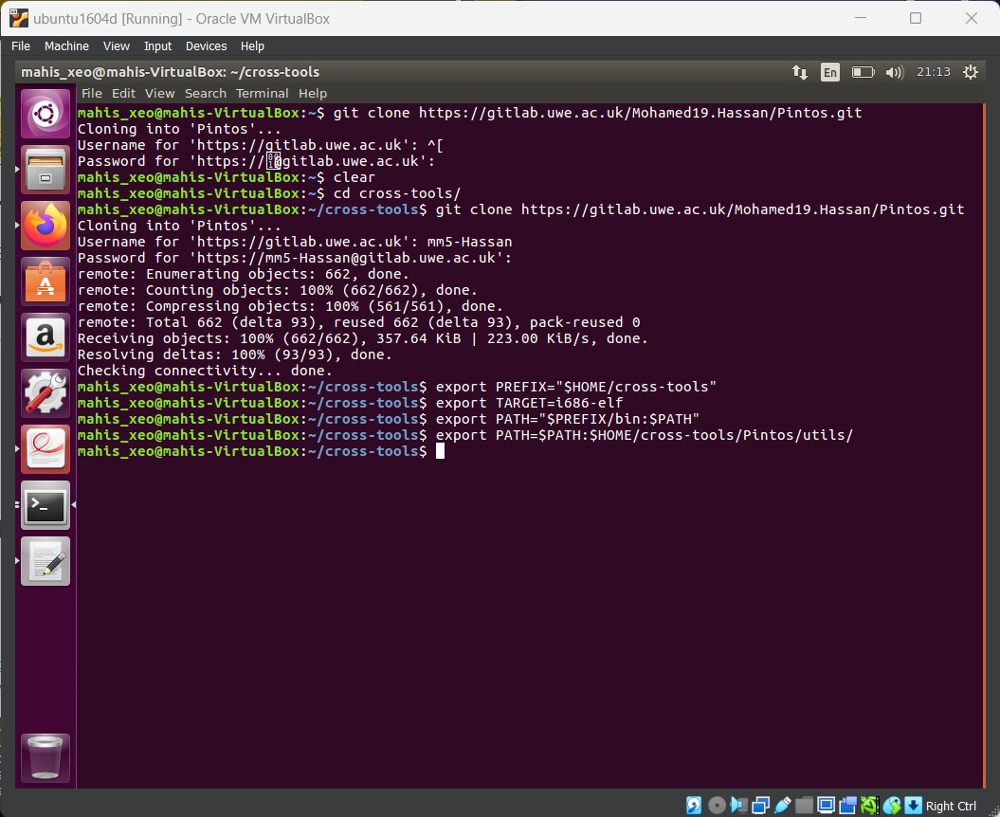 ubuntu1604d [Running] - Oracle VM VirtualBox
File Machine View Input Devices Help
mahis_xeo@mahis-VirtualBox: ~/cross-tools
En
21:13
File Edit View Search Terminal Help
mahis_xeo@mahis-VirtualBox:~$ git clone https://gitlab.uwe.ac.uk/Mohamed19.Hassan/Pintos.git
Cloning into 'Pintos'...
Username for 'https://gitlab.uwe.ac.uk': ^[
Password for 'https://@gitlab.uwe.ac.uk':
mahis_xeo@mahis-VirtualBox:~$ clear
mahis_xeo@mahis-VirtualBox:~$ cd cross-tools/
mahis_xeo@mahis-VirtualBox:~/cross-tools$ git clone https://gitlab.uwe.ac.uk/Mohamed19.Hassan/Pintos.git
Cloning into 'Pintos'...
Username for 'https://gitlab.uwe.ac.uk': mm5-Hassan
Password for 'https://mm5-Hassan@gitlab.uwe.ac.uk':
remote: Enumerating objects: 662, done.
remote: Counting objects: 100% (662/662), done.
remote: Compressing objects: 100% (561/561), done.
remote: Total 662 (delta 93), reused 662 (delta 93), pack-reused 0
Receiving objects: 100% (662/662), 357.64 KiB | 223.00 KiB/s, done.
Resolving deltas: 100% (93/93), done.
Checking connectivity... done.
mahis_xeo@mahis-VirtualBox:~/cross-tools$ export PREFIX="$HOME/cross-tools"
mahis_xeo@mahis-VirtualBox:~/cross-tools$ export TARGET=i686-elf
mahis_xeo@mahis-VirtualBox:~/cross-tools$ export PATH="$PREFIX/bin:$PATH"
mahis_xeo@mahis-VirtualBox:~/cross-tools$ export PATH=$PATH:$HOME/cross-tools/Pintos/utils/
mahis_xeo@mahis-VirtualBox:~/cross-tools$
Right Ctrl